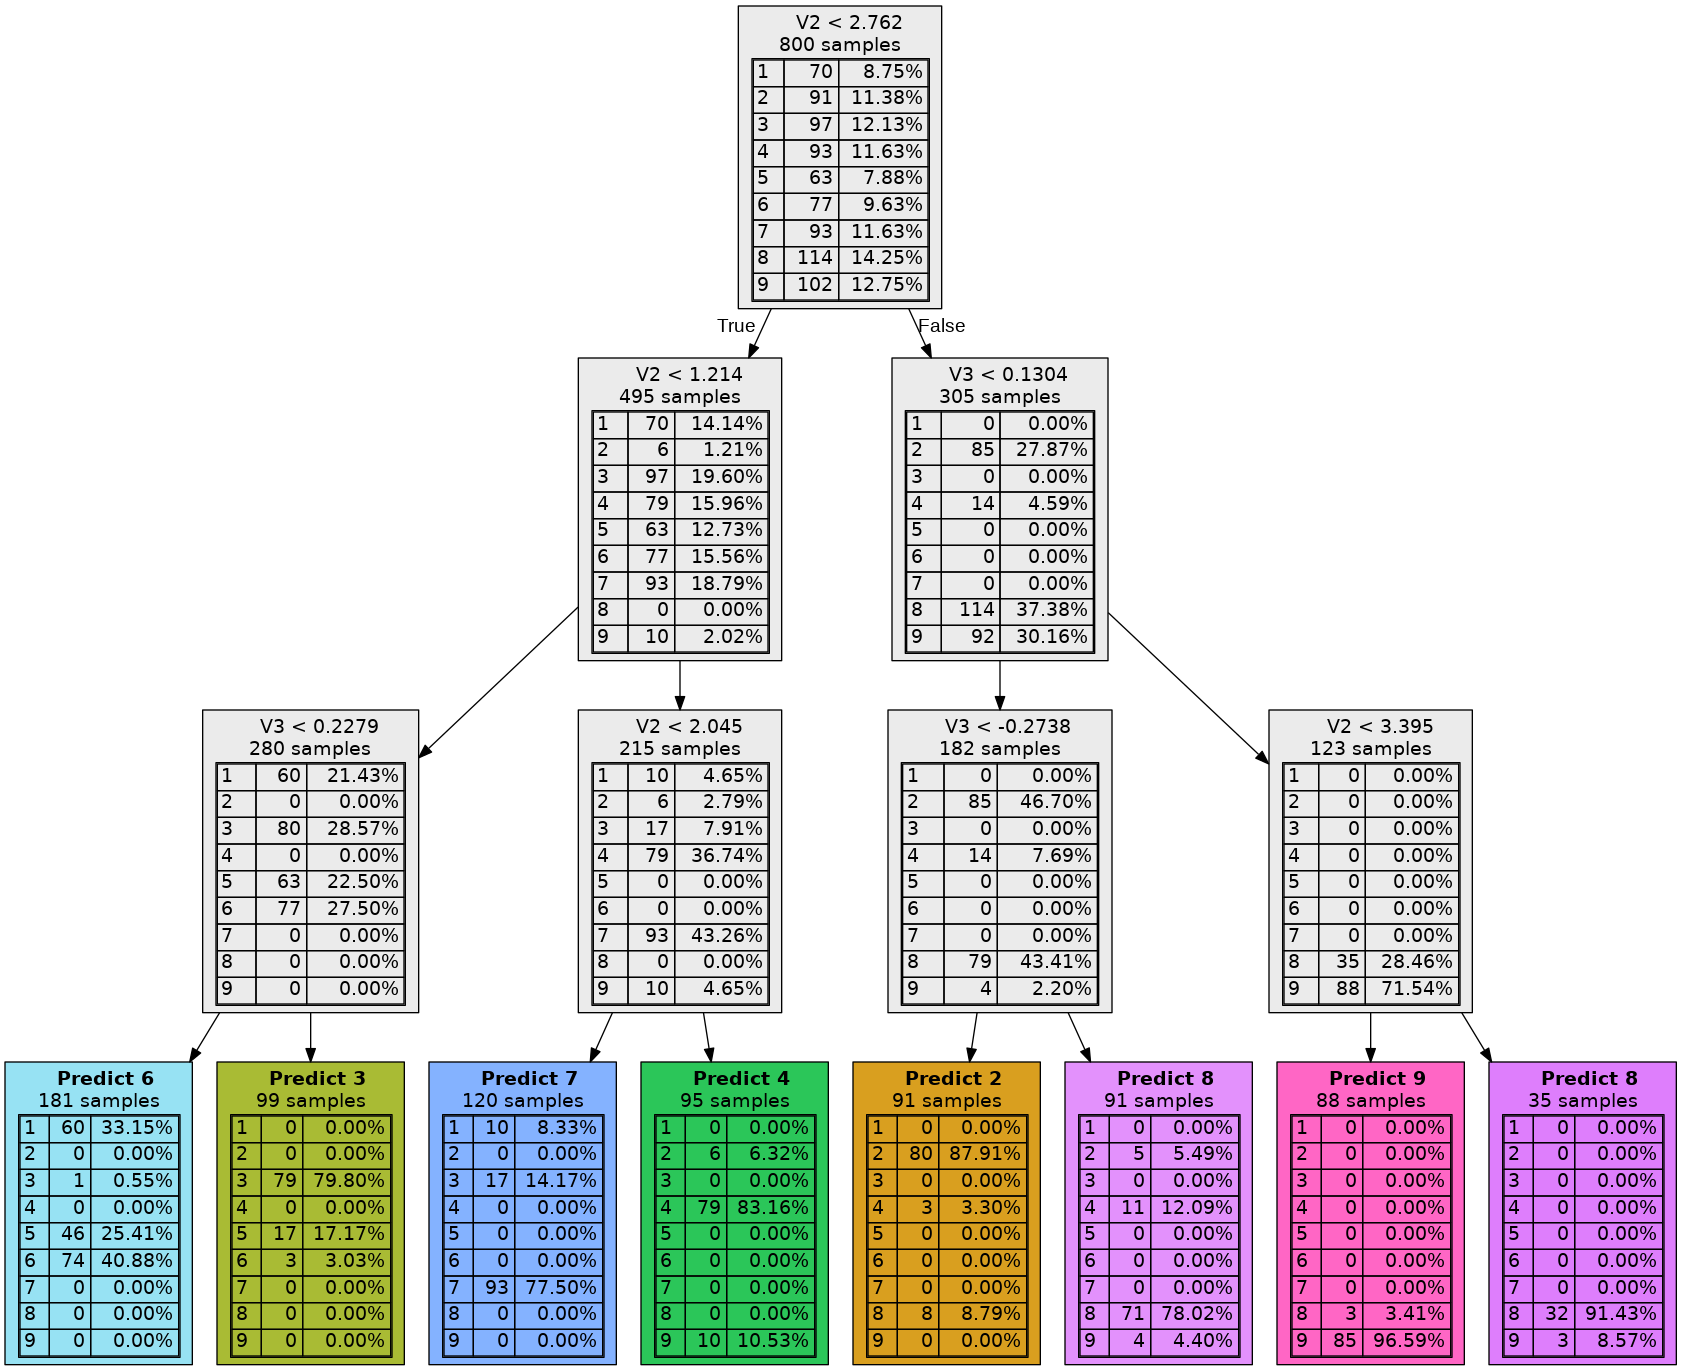 V2 < 2.762
800 samples
1 70 8.75%
2 91 11.38%
3 97 12.13%
4 93 11.63%
5 63 7.88%
6 77 9.63%
7 93 11.63%
8 114 14.25%
9 102 12.75%
True
False
V2 < 1.214
495 samples
1 70 14.14%
2 6 1.21%
3 97 19.60%
4 79 15.96%
5 63 12.73%
6 77 15.56%
7 93 18.79%
8 0 0.00%
9 10 2.02%
V3 < 0.1304
305 samples
1 0 0.00%
2 85 27.87%
3 0 0.00%
4 14 4.59%
5 0 0.00%
6 0 0.00%
7 0 0.00%
8 114 37.38%
9 92 30.16%
V3 < 0.2279
280 samples
1 60 21.43%
2 0 0.00%
3 80 28.57%
4 0 0.00%
5 63 22.50%
6 77 27.50%
7 0 0.00%
8 0 0.00%
9 0 0.00%
V2 < 2.045
215 samples
1 10 4.65%
2 6 2.79%
3 17 7.91%
4 79 36.74%
5 0 0.00%
6 0 0.00%
7 93 43.26%
8 0 0.00%
9 10 4.65%
V3 < -0.2738
182 samples
1 0 0.00%
2 85 46.70%
3 0 0.00%
4 14 7.69%
5 0 0.00%
6 0 0.00%
7 0 0.00%
8 79 43.41%
9 4 2.20%
V2 < 3.395
123 samples
1 0 0.00%
2 0 0.00%
3 0 0.00%
4 0 0.00%
5 0 0.00%
6 0 0.00%
7 0 0.00%
8 35 28.46%
9 88 71.54%
Predict 6
181 samples
1 60 33.15%
2 0 0.00%
3 1 0.55%
4 0 0.00%
5 46 25.41%
6 74 40.88%
7 0 0.00%
8 0 0.00%
9 0 0.00%
Predict 3
99 samples
1 0 0.00%
2 0 0.00%
3 79 79.80%
4 0 0.00%
5 17 17.17%
6 3 3.03%
7 0 0.00%
8 0 0.00%
9 0 0.00%
Predict 7
120 samples
1 10 8.33%
2 0 0.00%
3 17 14.17%
4 0 0.00%
5 0 0.00%
6 0 0.00%
7 93 77.50%
8 0 0.00%
9 0 0.00%
Predict 4
95 samples
1 0 0.00%
2 6 6.32%
3 0 0.00%
4 79 83.16%
5 0 0.00%
6 0 0.00%
7 0 0.00%
8 0 0.00%
9 10 10.53%
Predict 2
91 samples
1 0 0.00%
2 80 87.91%
3 0 0.00%
4 3 3.30%
5 0 0.00%
6 0 0.00%
7 0 0.00%
8 8 8.79%
9 0 0.00%
Predict 8
91 samples
1 0 0.00%
2 5 5.49%
3 0 0.00%
4 11 12.09%
5 0 0.00%
6 0 0.00%
7 0 0.00%
8 71 78.02%
9 4 4.40%
Predict 9
88 samples
1 0 0.00%
2 0 0.00%
3 0 0.00%
4 0 0.00%
5 0 0.00%
6 0 0.00%
7 0 0.00%
8 3 3.41%
9 85 96.59%
Predict 8
35 samples
1 0 0.00%
2 0 0.00%
3 0 0.00%
4 0 0.00%
5 0 0.00%
6 0 0.00%
7 0 0.00%
8 32 91.43%
9 3 8.57%